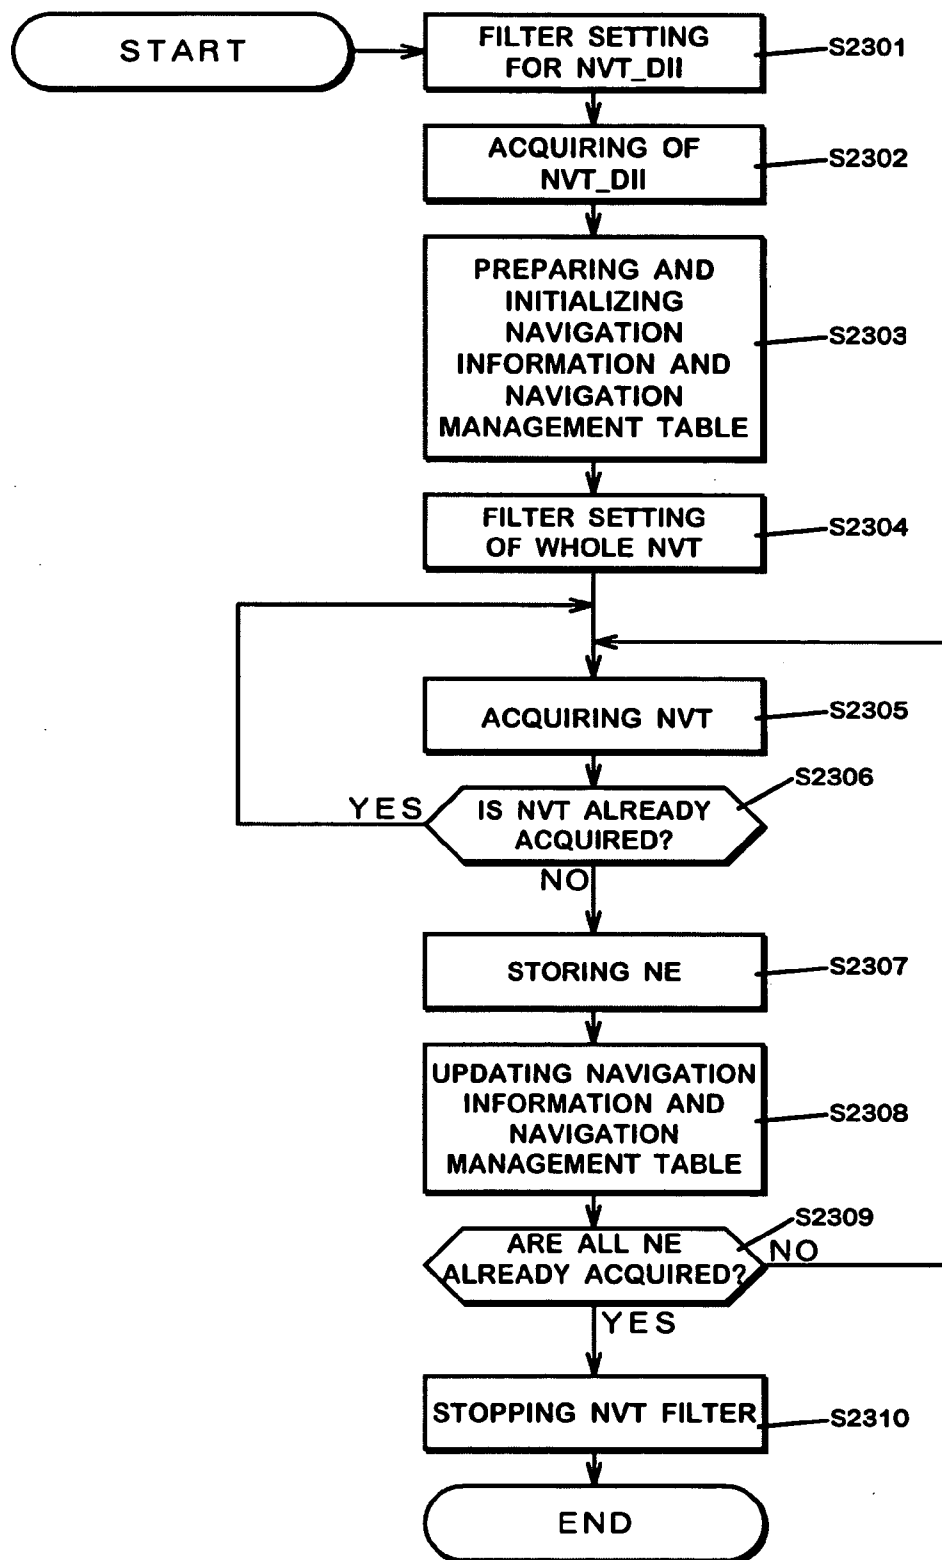 START
FILTER SETTING
FOR NVT_DII
S2301
ACQUIRING OF
NVT_DII
S2302
PREPARING AND
INITIALIZING
NAVIGATION
INFORMATION AND
NAVIGATION
MANAGEMENT TABLE
S2303
FILTER SETTING
OF WHOLE NVT
S2304
ACQUIRING NVT
S2305
S2306
YES
IS NVT ALREADY
ACQUIRED?
NO
STORING NE
S2307
UPDATING NAVIGATION
INFORMATION AND
NAVIGATION
MANAGEMENT TABLE
S2308
S2309
ARE ALL NE
ALREADY ACQUIRED?
NO
YES
STOPPING NVT FILTER
S2310
END